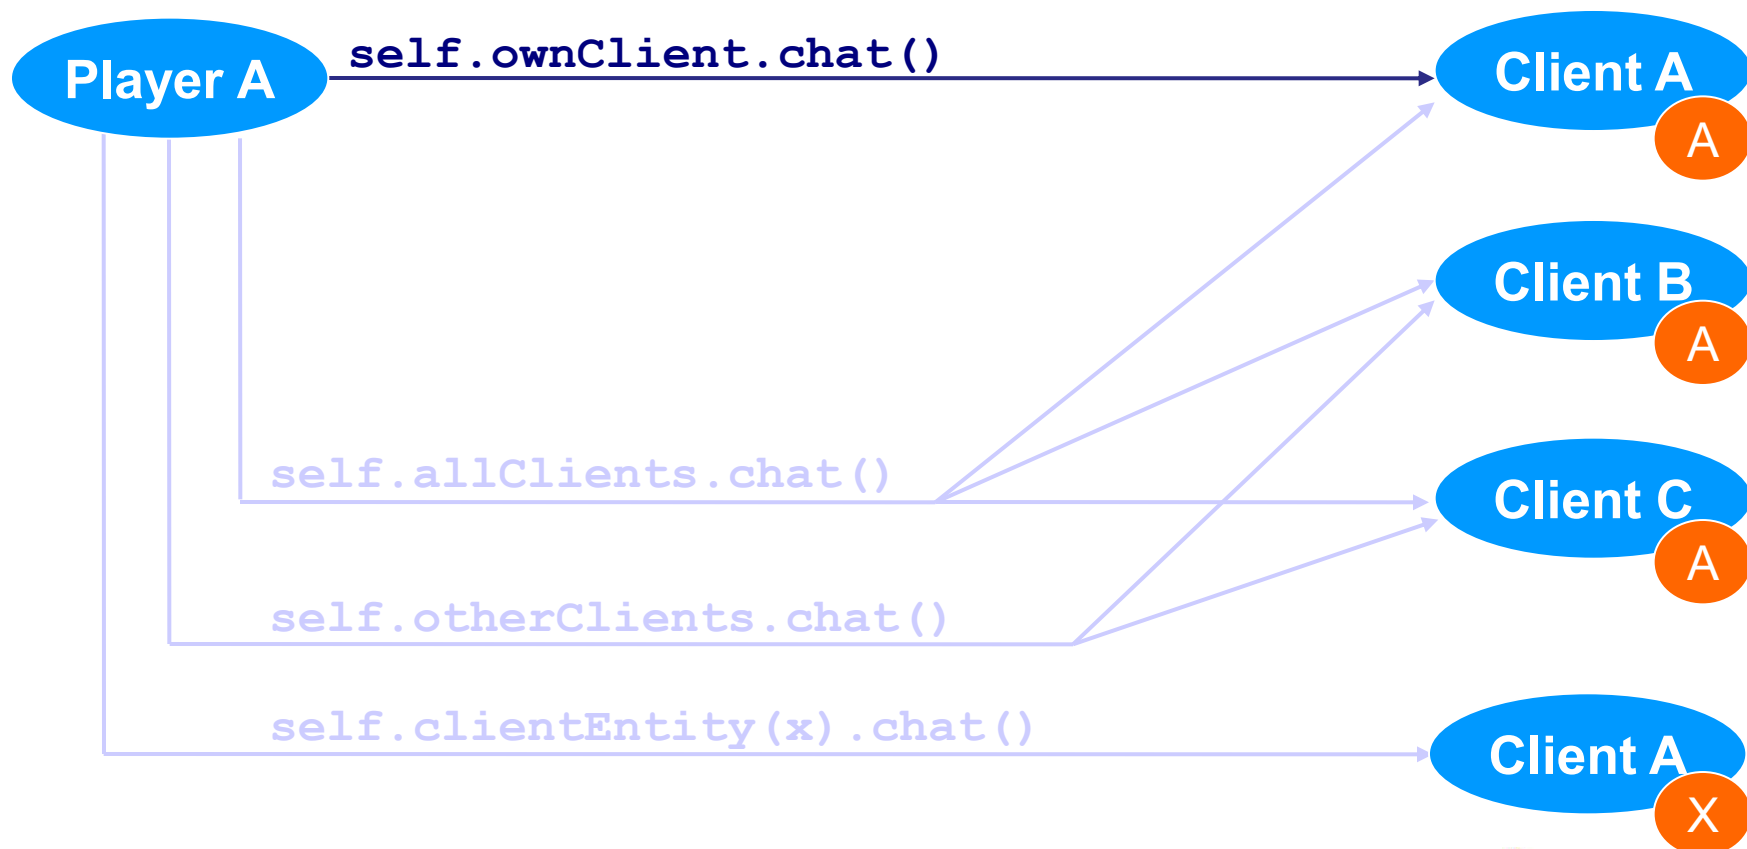 Player A
self.ownClient.chat()
Client A
A
Client B
A
self.allClients.chat()
Client C
A
self.otherClients.chat()
self.clientEntity(x).chat()
Client A
X